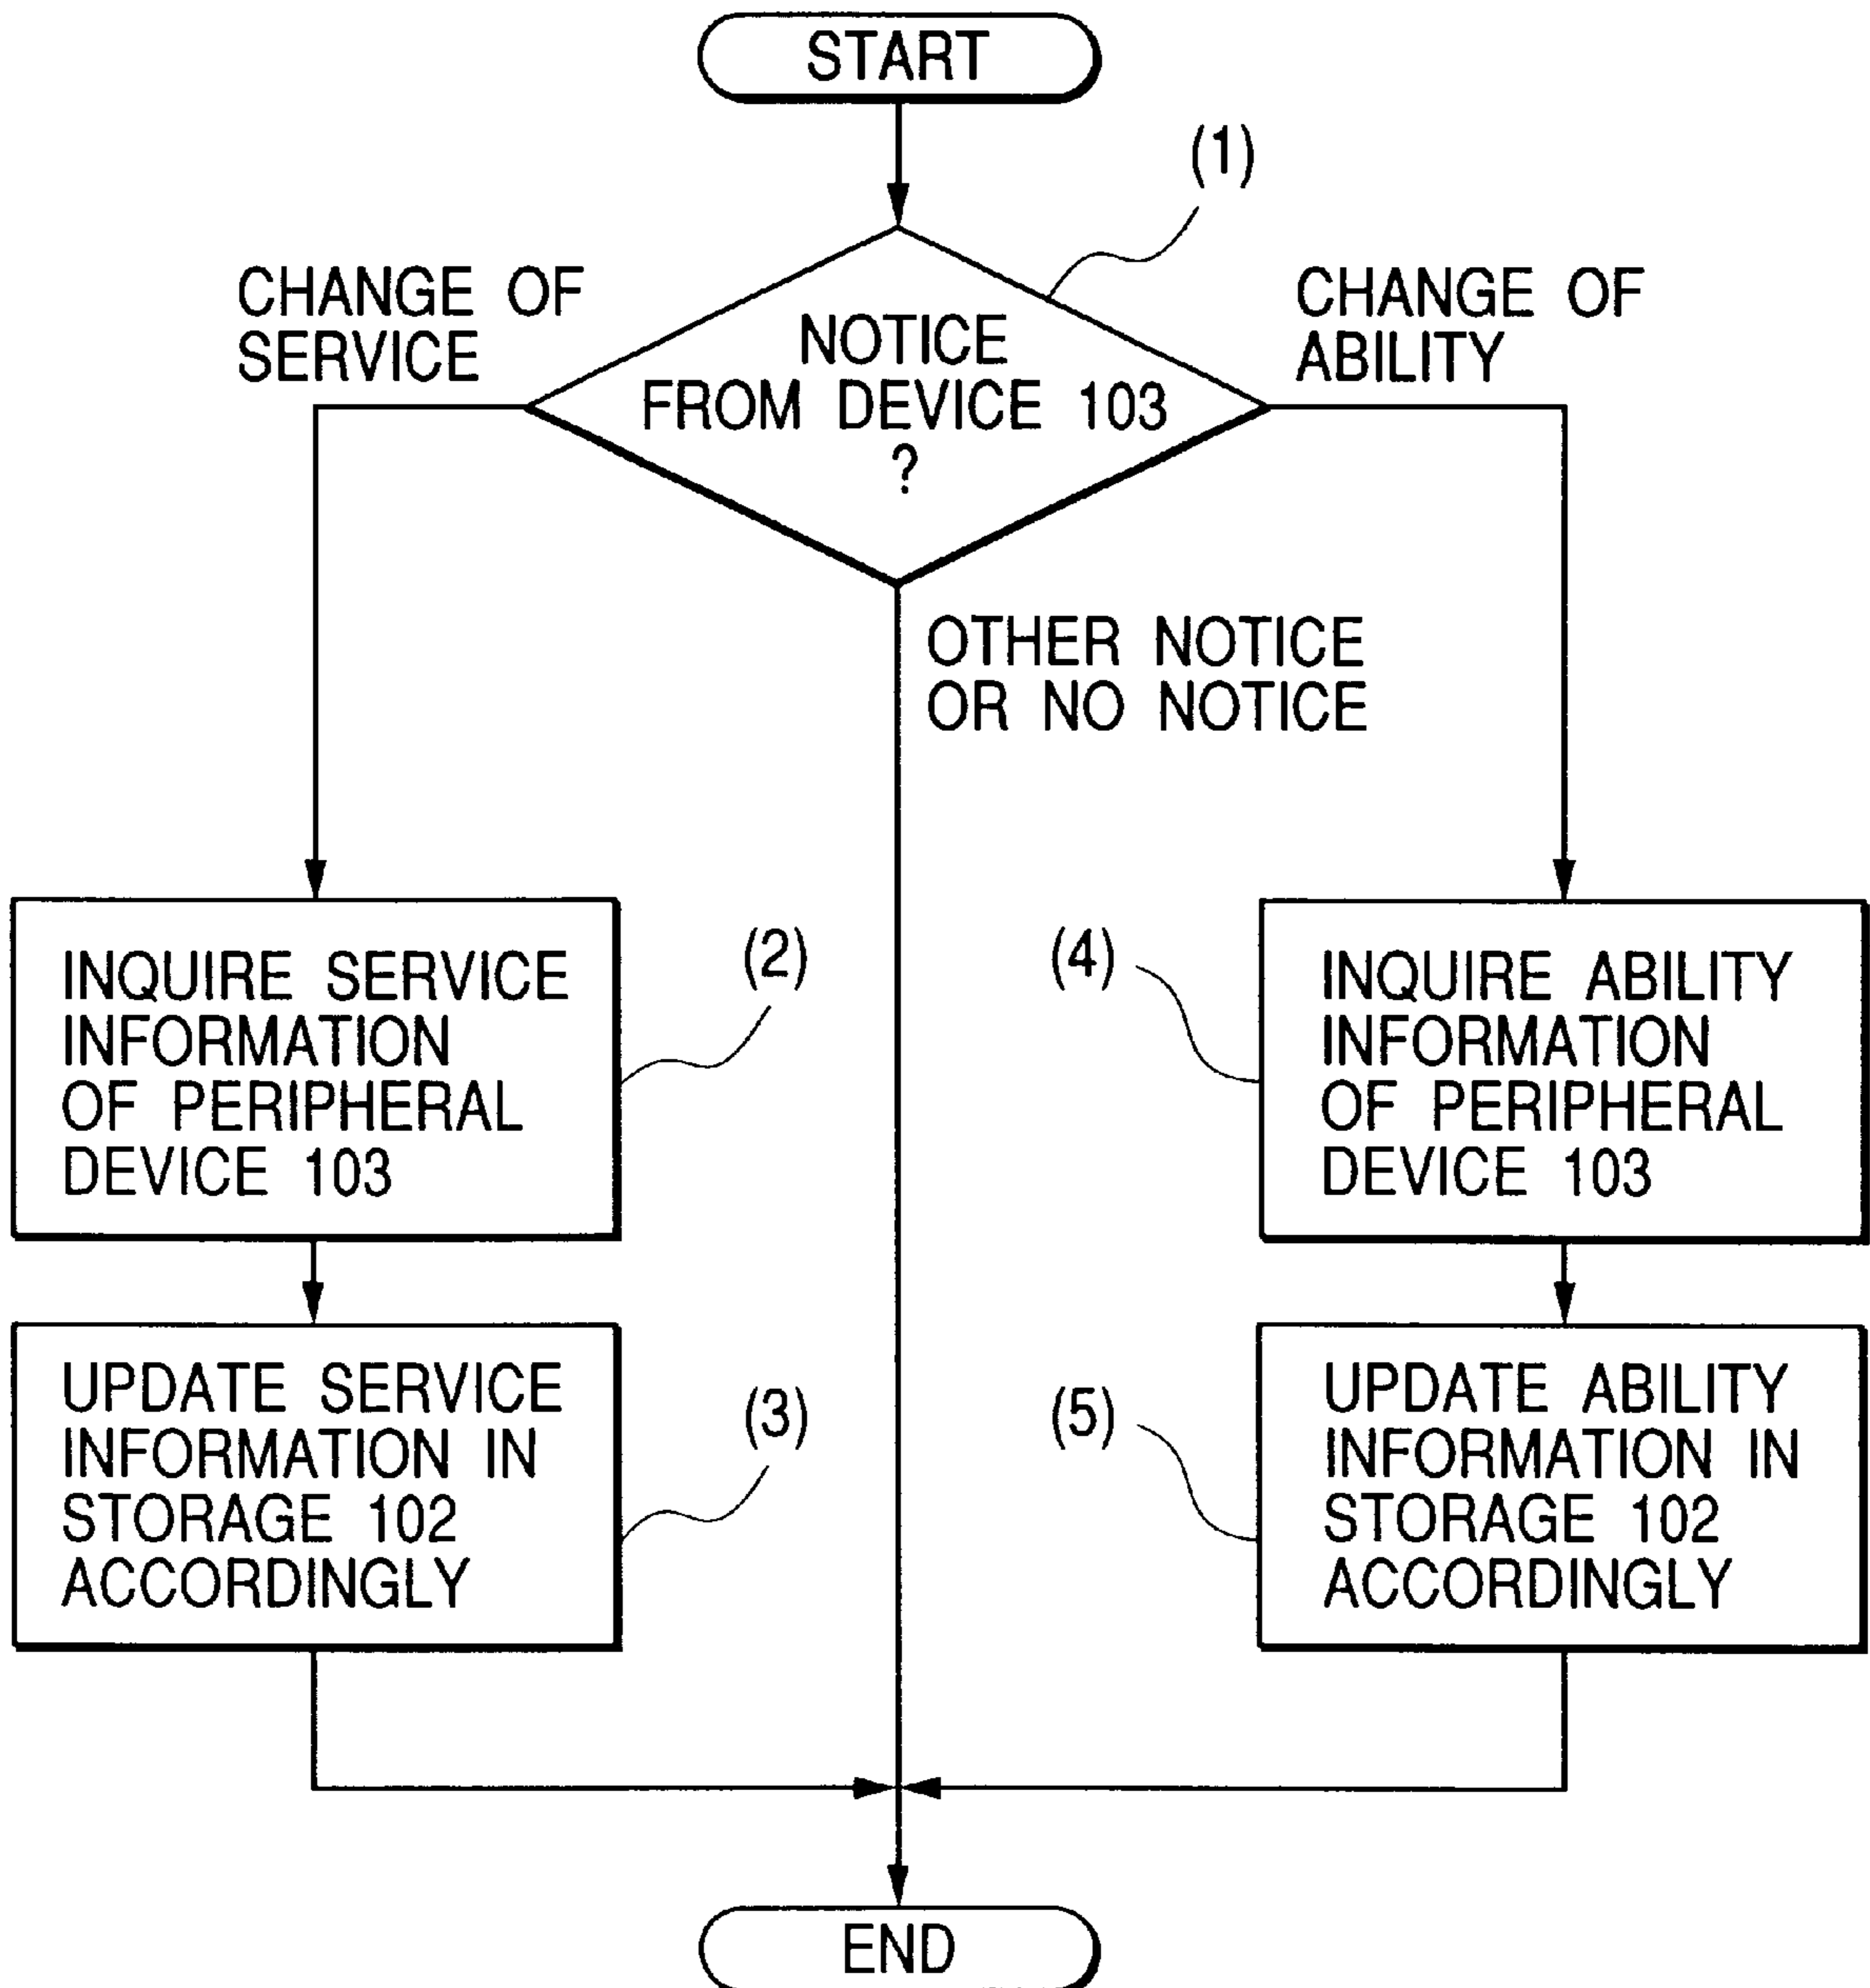 START
(1)
CHANGE OF
SERVICE
NOTICE
FROM DEVICE 103
?
CHANGE OF
ABILITY
OTHER NOTICE
OR NO NOTICE
INQUIRE SERVICE
INFORMATION
OF PERIPHERAL
DEVICE 103
(2)
(4)
INQUIRE ABILITY
INFORMATION
OF PERIPHERAL
DEVICE 103
UPDATE SERVICE
INFORMATION IN
STORAGE 102
ACCORDINGLY
(3)
(5)
UPDATE ABILITY
INFORMATION IN
STORAGE 102
ACCORDINGLY
END